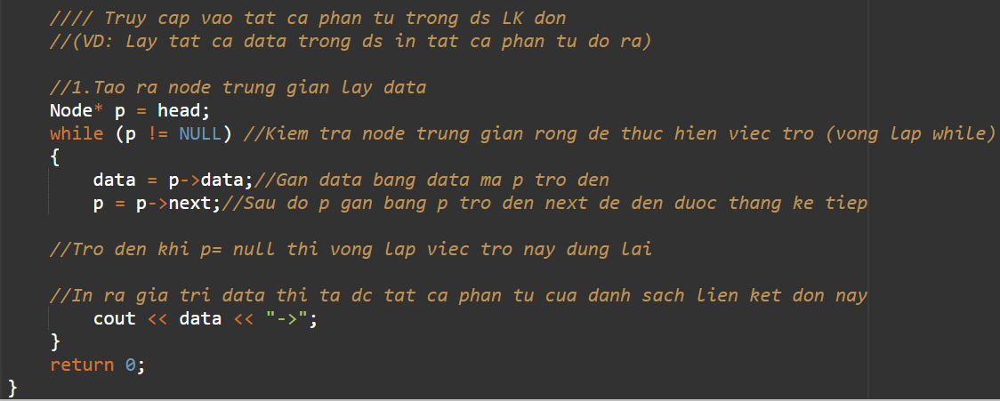 //// Truy cap vao tat ca phan tu trong ds LK don
//(VD: Lay tat ca data trong ds in tat ca phan tu do ra)
//1.Tao ra node trung gian lay data
Node* p = head;
while (p != NULL) //Kiem tra node trung gian rong de thuc hien viec tro (vong lap while)
{
data = p->data;//Gan data bang data ma p tro den
p = p->next;//Sau do p gan bang p tro den next de den duoc thang ke tiep
//Tro den khi p= null thi vong lap viec tro nay dung lai
//In ra gia tri data thi ta dc tat ca phan tu cua danh sach lien ket don nay
cout << data << "->";
}
return 0;
}